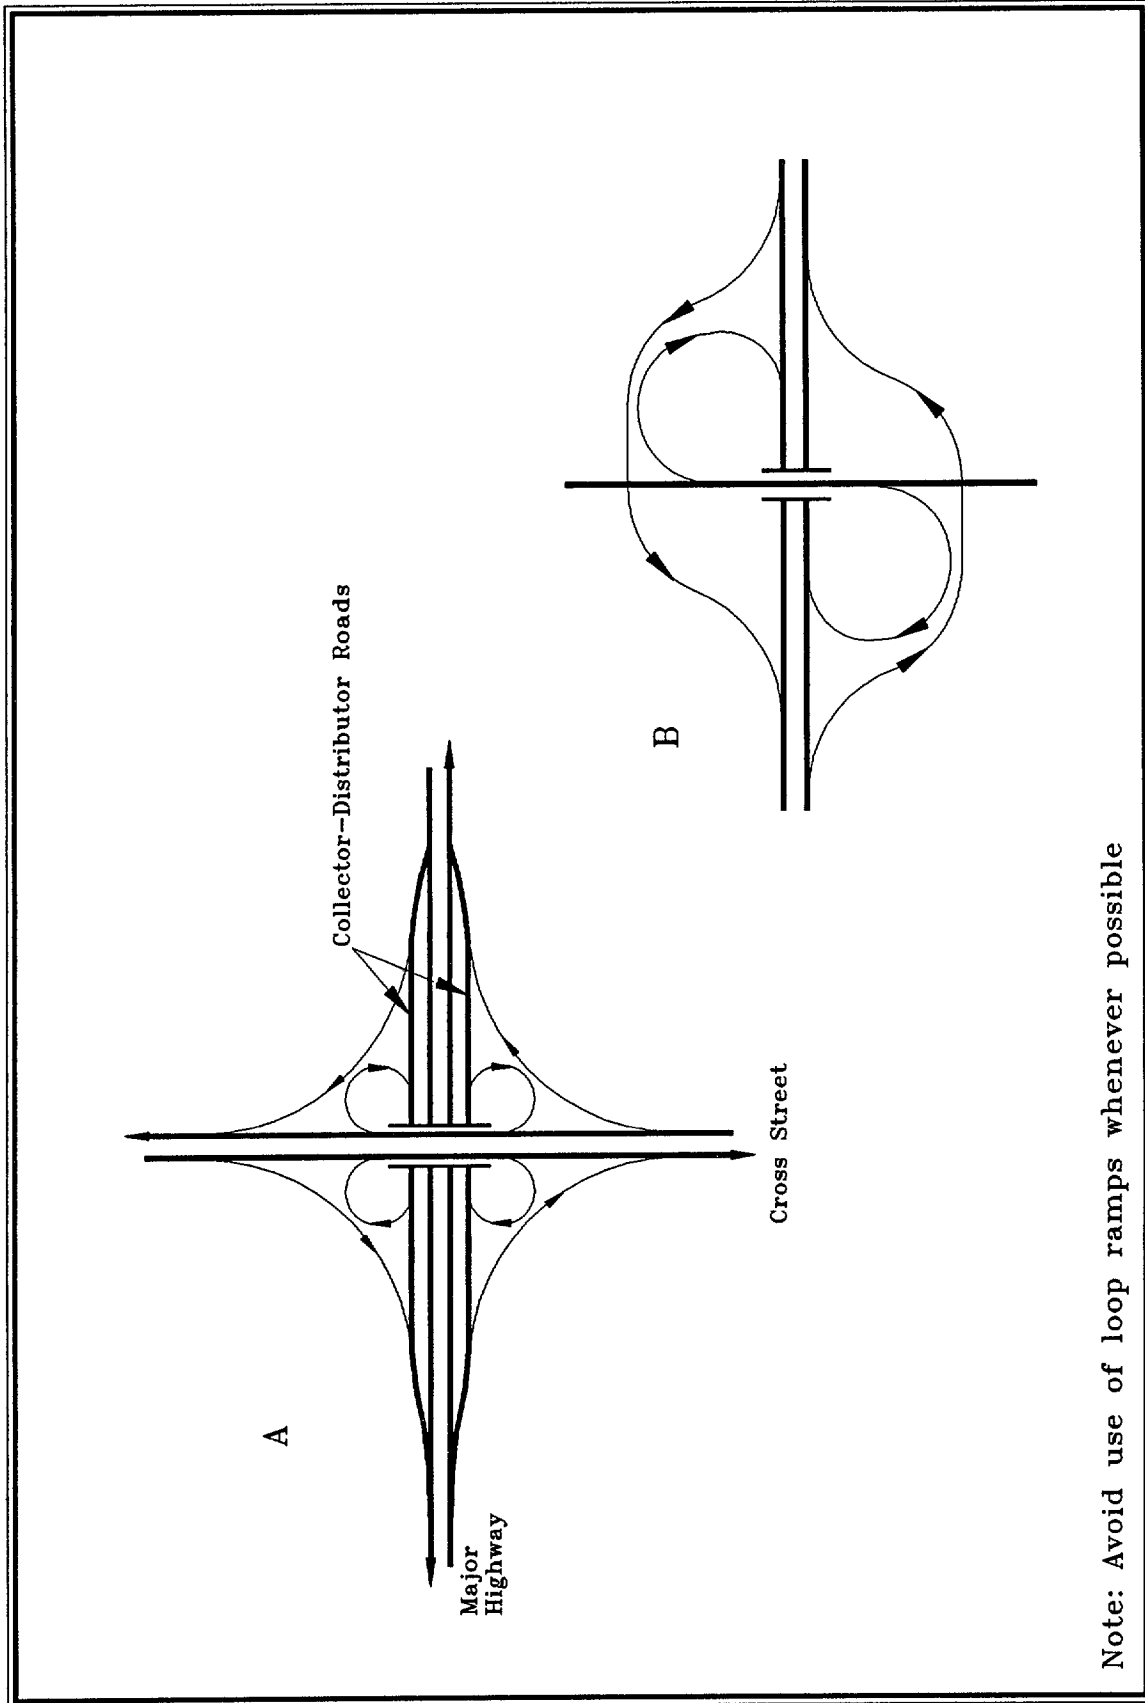 A
Collector-Distributor Roads
Major
Highway
Cross Street
B
Note: Avoid use of loop ramps whenever possible